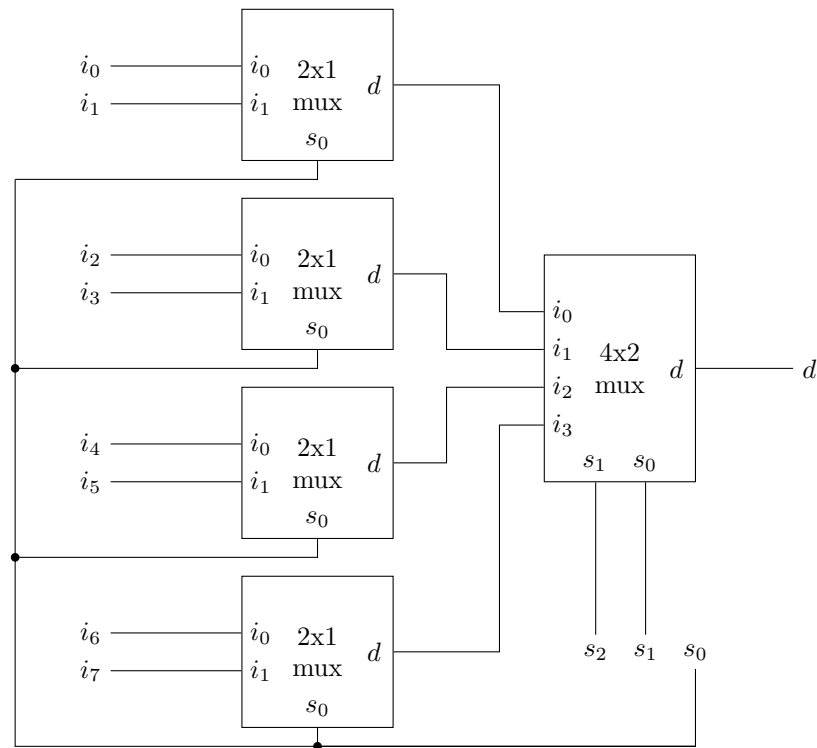 i₀ i₀ 2x1
i₁ i₁ mux d
s₀
i₂ i₀ 2x1
i₃ i₁ mux d
s₀
i₀
i₁ 4x2
i₂ mux d d
i₃
s₁ s₀
i₄ i₀ 2x1
i₅ i₁ mux d
s₀
i₆ i₀ 2x1
i₇ i₁ mux d
s₀
s₂ s₁ s₀